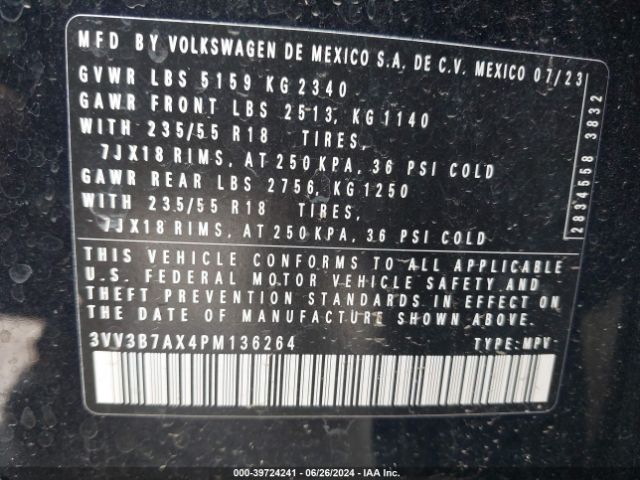 MFD BY VOLKSWAGEN DE MEXICO S.A. DE C.V. MEXICO 07/23
GVWR LBS 5159 KG 2340
GAWR FRONT LBS 2513, KG 1140
WITH 235/55 R18 TIRES,
7JX18 RIMS, AT 250 KPA, 36 PSI COLD
GAWR REAR LBS 2756, KG 1250
WITH 235/55 R18 TIRES,
7JX18 RIMS, AT 250 KPA, 36 PSI COLD
2834558 3832
THIS VEHICLE CONFORMS TO ALL APPLICABLE
U.S. FEDERAL MOTOR VEHICLE SAFETY AND
THEFT PREVENTION STANDARDS IN EFFECT ON
THE DATE OF MANUFACTURE SHOWN ABOVE.
3VV3B7AX4PM136264 TYPE: MPV
000-39724241 - 06/26/2024 - IAA Inc.